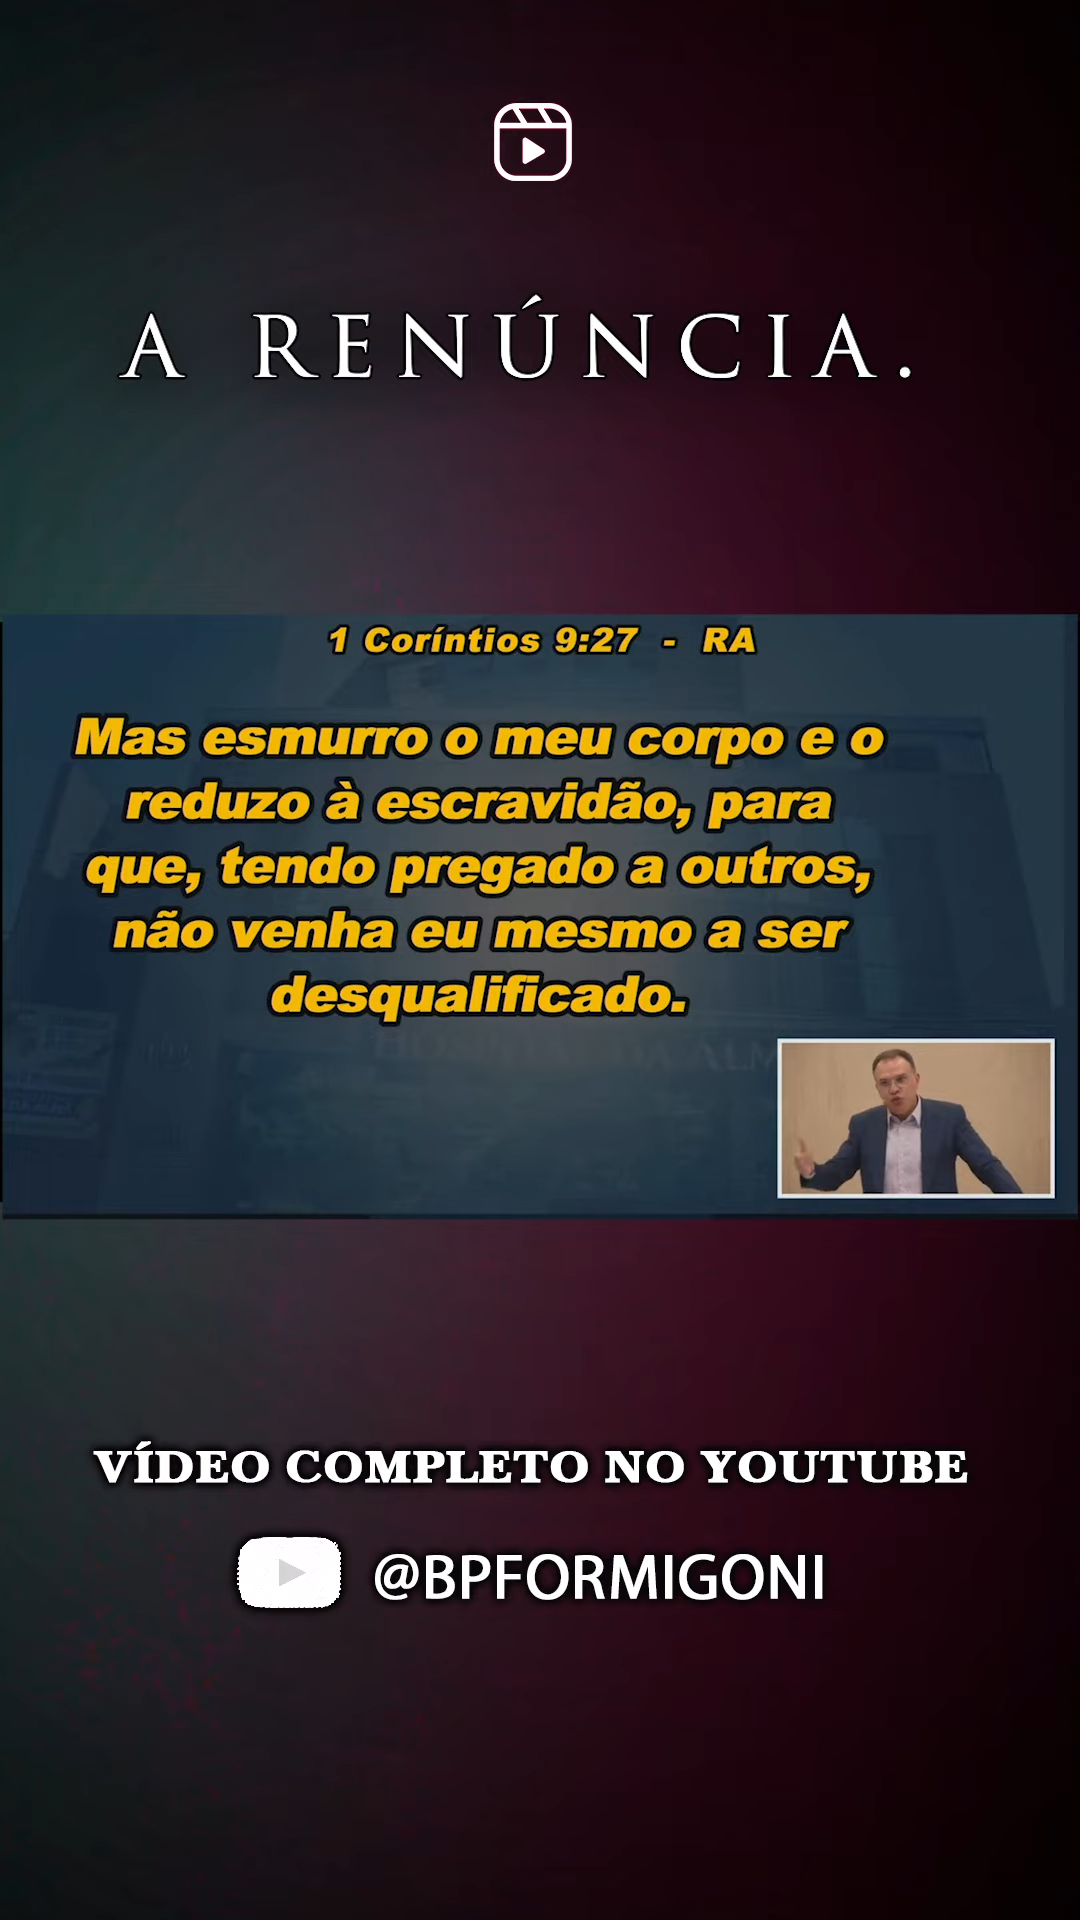 A RENÚNCIA.
1 Coríntios 9:27 - RA
Mas esmurro o meu corpo e o
reduzo à escravidão, para
que, tendo pregado a outros,
não venha eu mesmo a ser
desqualificado.
VÍDEO COMPLETO NO YOUTUBE
@BPFORMIGONI